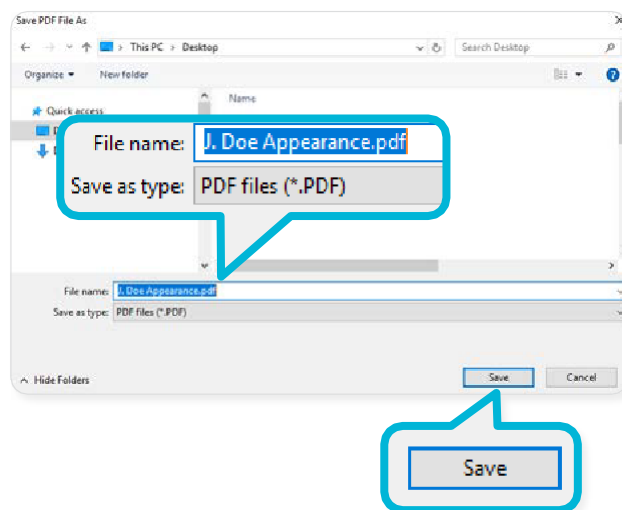 Save PDF File As
This PC > Desktop
Search Desktop
Organize
New folder
Name
Quick access
File name: J. Doe Appearance.pdf
Save as type: PDF files (*.PDF)
File name: J. Doe Appearance.pdf
Save as type: PDF files (*.PDF)
Hide Folders
Save
Cancel
Save